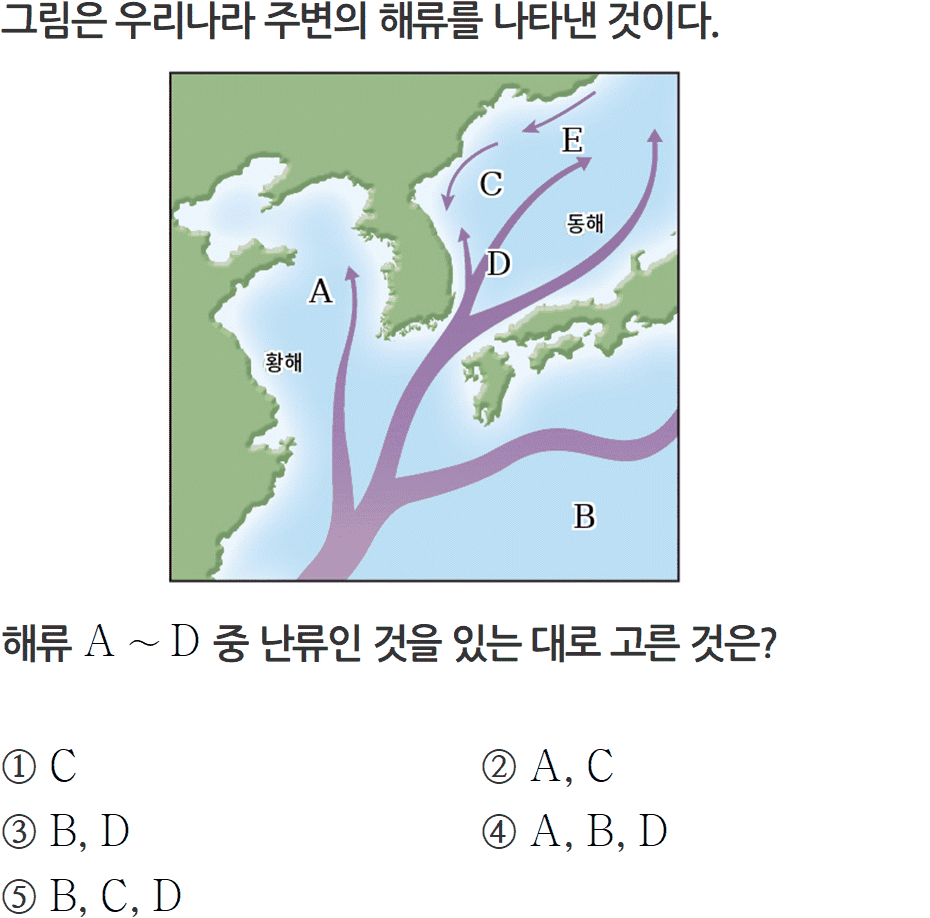 그림은 우리나라 주변의 해류를 나타낸 것이다.
E
C
동해
D
A
황해
B
해류 A ~ D 중 난류인 것을 있는 대로 고른 것은?
① C
② A, C
③ B, D
④ A, B, D
⑤ B, C, D